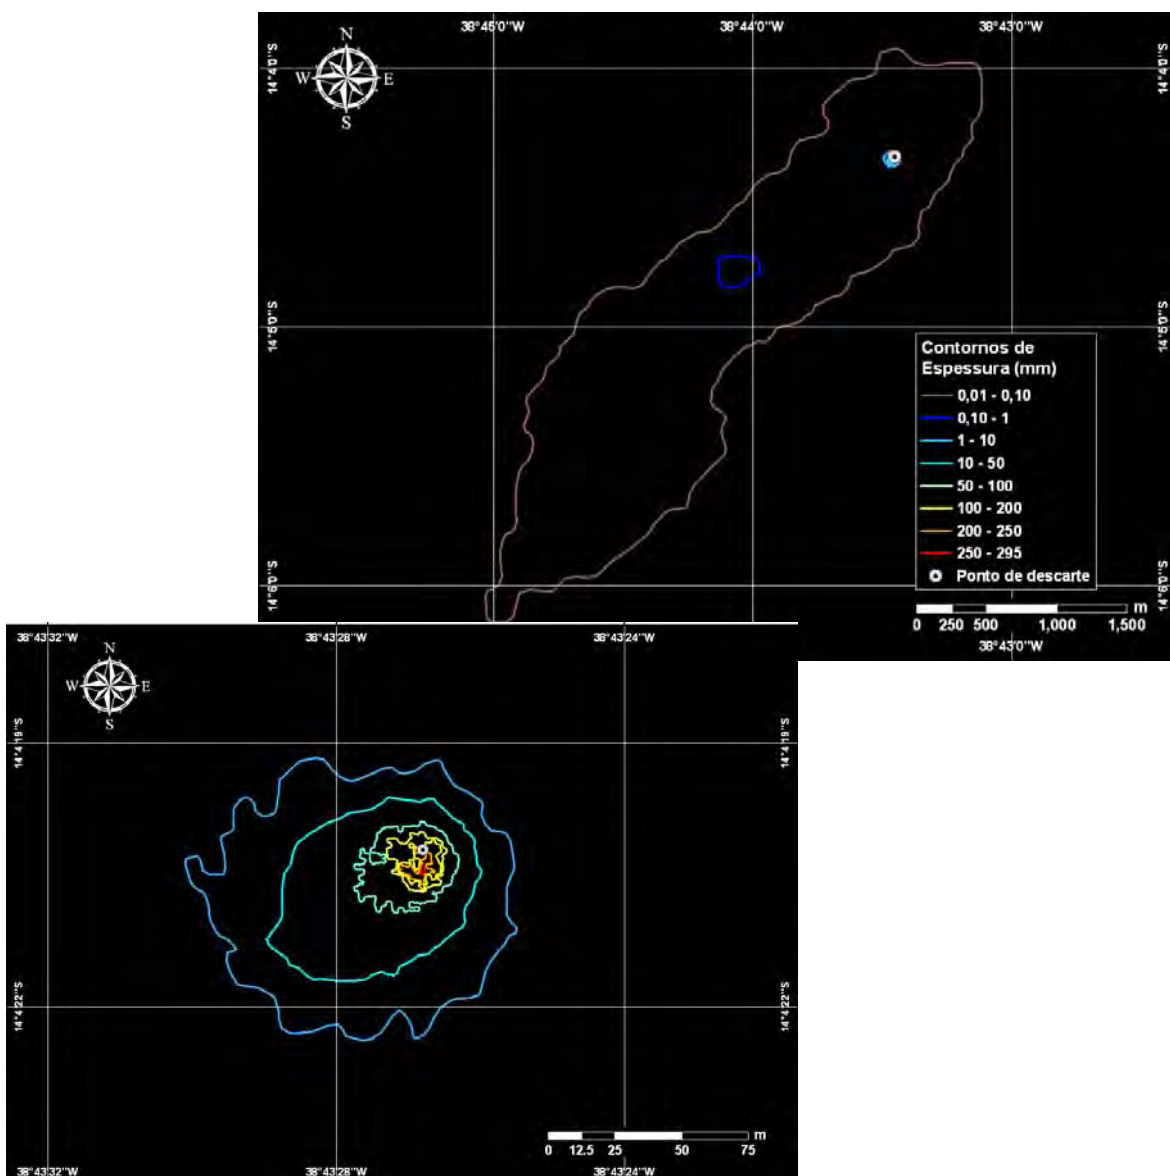 38°45'0"W 38°44'0"W 38°43'0"W
N
W E
S
14°4'0"S 14°4'0"S
14°5'0"S 14°5'0"S
14°6'0"S 14°6'0"S
Contornos de
Espessura (mm)
0,01 - 0,10
0,10 - 1
1 - 10
10 - 50
50 - 100
100 - 200
200 - 250
250 - 295
Ponto de descarte
m
0 250 500 1,000 1,500
38°43'0"W
38°43'32"W 38°43'28"W 38°43'24"W
N
W E
S
14°4'19"S 14°4'19"S
14°4'22"S 14°4'22"S
m
0 12.5 25 50 75
38°43'32"W 38°43'28"W 38°43'24"W